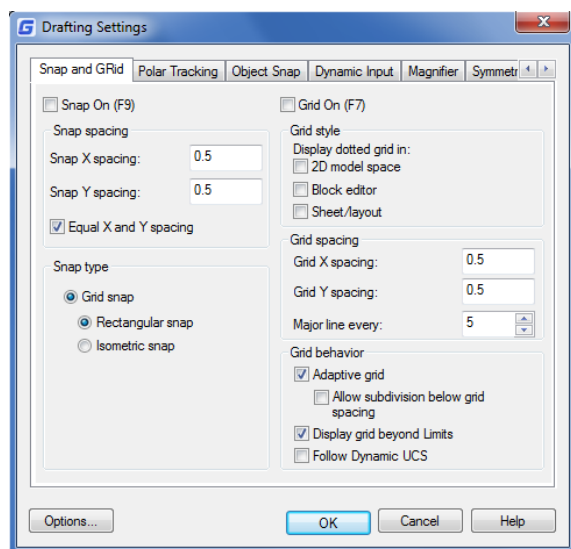 Drafting Settings
Snap and GRid
Polar Tracking
Object Snap
Dynamic Input
Magnifier
Snap On (F9)
Snap spacing
Snap X spacing:
0.5
Snap Y spacing:
0.5
Equal X and Y spacing
Snap type
Grid snap
Rectangular snap
Isometric snap
Grid On (F7)
Grid style
Display dotted grid in:
2D model space
Block editor
Sheet/layout
Grid spacing
Grid X spacing:
0.5
Grid Y spacing:
0.5
Major line every:
5
Grid behavior
Adaptive grid
Allow subdivision below grid
spacing
Display grid beyond Limits
Follow Dynamic UCS
Options...
OK
Cancel
Help